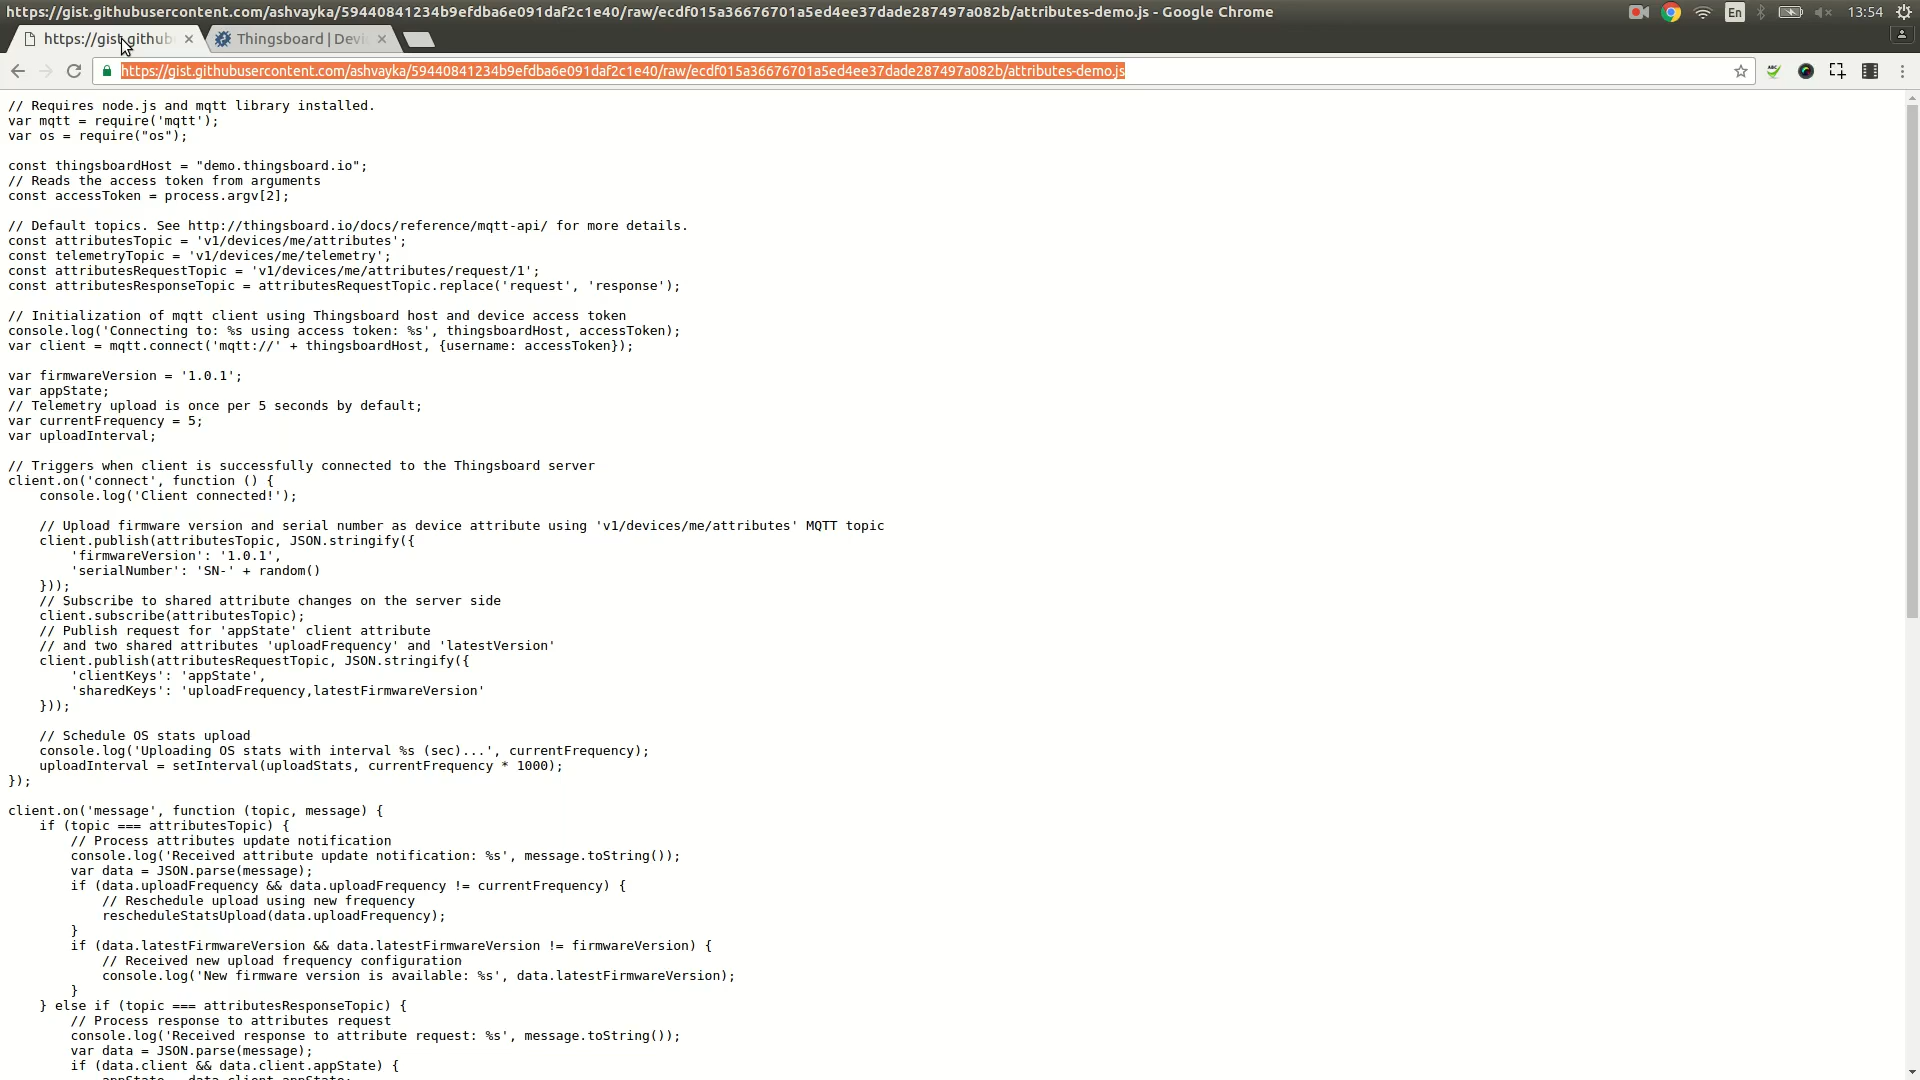 https://gist.githubusercontent.com/ashvayka/59440841234b9efdba6e091daf2c1e40/raw/ecdf015a36676701a5ed4ee37dade287497a082b/attributes-demo.js - Google Chrome
En
13:54
https://gist.github
Thingsboard | Devi
https://gist.githubusercontent.com/ashvayka/59440841234b9efdba6e091daf2c1e40/raw/ecdf015a36676701a5ed4ee37dade287497a082b/attributes-demo.js
// Requires node.js and mqtt library installed.
var mqtt = require('mqtt');
var os = require("os");
const thingsboardHost = "demo.thingsboard.io";
// Reads the access token from arguments
const accessToken = process.argv[2];
// Default topics. See http://thingsboard.io/docs/reference/mqtt-api/ for more details.
const attributesTopic = 'v1/devices/me/attributes';
const telemetryTopic = 'v1/devices/me/telemetry';
const attributesRequestTopic = 'v1/devices/me/attributes/request/1';
const attributesResponseTopic = attributesRequestTopic.replace('request', 'response');
// Initialization of mqtt client using Thingsboard host and device access token
console.log('Connecting to: %s using access token: %s', thingsboardHost, accessToken);
var client = mqtt.connect('mqtt://' + thingsboardHost, {username: accessToken});
var firmwareVersion = '1.0.1';
var appState;
// Telemetry upload is once per 5 seconds by default;
var currentFrequency = 5;
var uploadInterval;
// Triggers when client is successfully connected to the Thingsboard server
client.on('connect', function () {
    console.log('Client connected!');
    // Upload firmware version and serial number as device attribute using 'v1/devices/me/attributes' MQTT topic
    client.publish(attributesTopic, JSON.stringify({
        'firmwareVersion': '1.0.1',
        'serialNumber': 'SN-' + random()
    }));
    // Subscribe to shared attribute changes on the server side
    client.subscribe(attributesTopic);
    // Publish request for 'appState' client attribute
    // and two shared attributes 'uploadFrequency' and 'latestVersion'
    client.publish(attributesRequestTopic, JSON.stringify({
        'clientKeys': 'appState',
        'sharedKeys': 'uploadFrequency,latestFirmwareVersion'
    }));
    // Schedule OS stats upload
    console.log('Uploading OS stats with interval %s (sec)...', currentFrequency);
    uploadInterval = setInterval(uploadStats, currentFrequency * 1000);
});
client.on('message', function (topic, message) {
    if (topic === attributesTopic) {
        // Process attributes update notification
        console.log('Received attribute update notification: %s', message.toString());
        var data = JSON.parse(message);
        if (data.uploadFrequency && data.uploadFrequency != currentFrequency) {
            // Reschedule upload using new frequency
            rescheduleStatsUpload(data.uploadFrequency);
        }
        if (data.latestFirmwareVersion && data.latestFirmwareVersion != firmwareVersion) {
            // Received new upload frequency configuration
            console.log('New firmware version is available: %s', data.latestFirmwareVersion);
        }
    } else if (topic === attributesResponseTopic) {
        // Process response to attributes request
        console.log('Received response to attribute request: %s', message.toString());
        var data = JSON.parse(message);
        if (data.client && data.client.appState) {
            appState = data.client.appState;